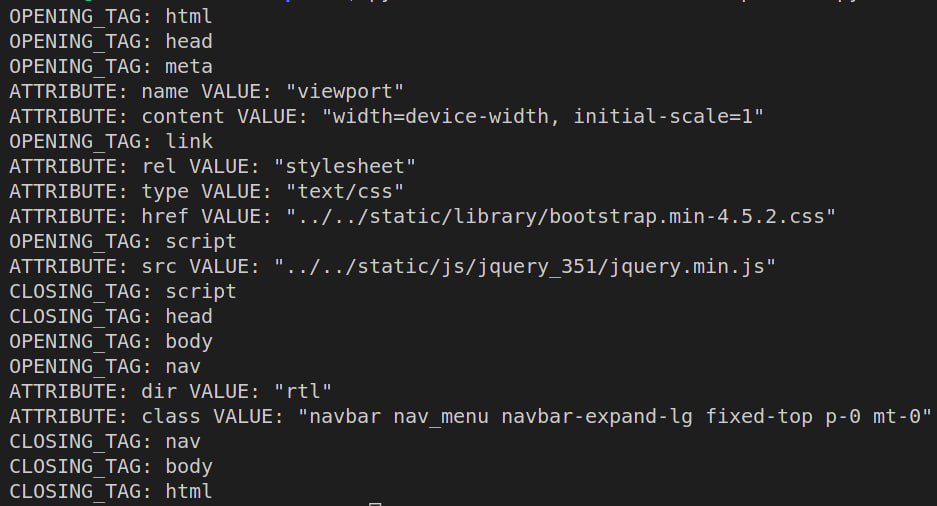 OPENING_TAG: html
OPENING_TAG: head
OPENING_TAG: meta
ATTRIBUTE: name VALUE: "viewport"
ATTRIBUTE: content VALUE: "width=device-width, initial-scale=1"
OPENING_TAG: link
ATTRIBUTE: rel VALUE: "stylesheet"
ATTRIBUTE: type VALUE: "text/css"
ATTRIBUTE: href VALUE: "../../static/library/bootstrap.min-4.5.2.css"
OPENING_TAG: script
ATTRIBUTE: src VALUE: "../../static/js/jquery_351/jquery.min.js"
CLOSING_TAG: script
CLOSING_TAG: head
OPENING_TAG: body
OPENING_TAG: nav
ATTRIBUTE: dir VALUE: "rtl"
ATTRIBUTE: class VALUE: "navbar nav_menu navbar-expand-lg fixed-top p-0 mt-0"
CLOSING_TAG: nav
CLOSING_TAG: body
CLOSING_TAG: html